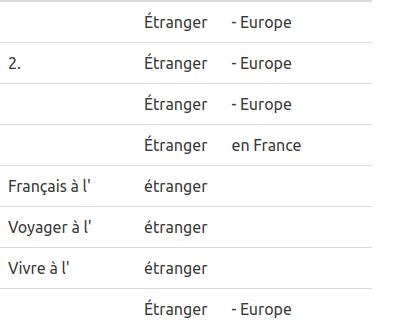 Étranger - Europe
2. Étranger - Europe
Étranger - Europe
Étranger en France
Français à l' étranger
Voyager à l' étranger
Vivre à l' étranger
Étranger - Europe